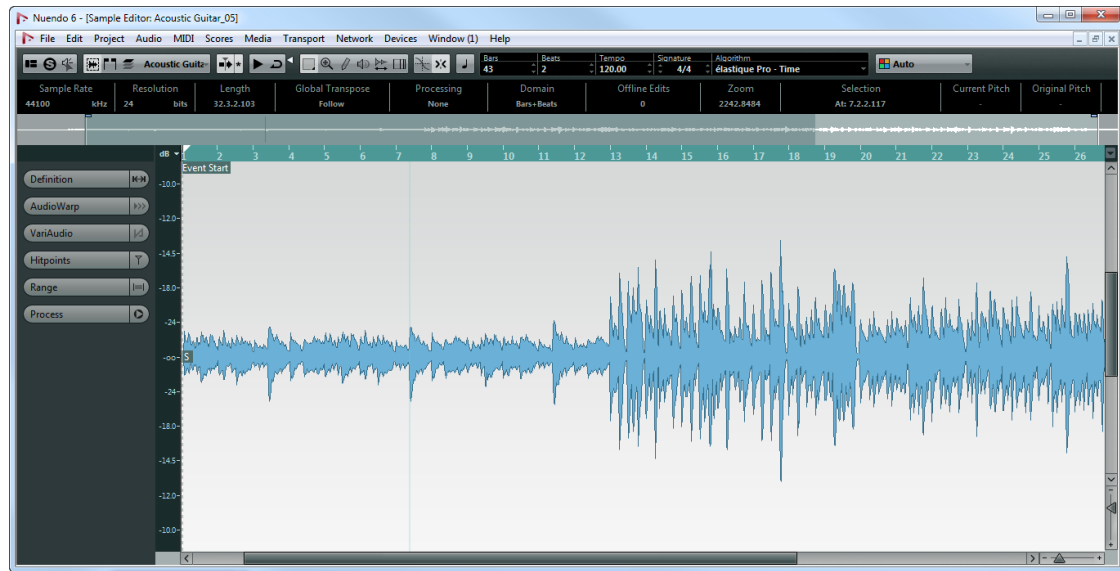 Nuendo 6 - [Sample Editor: Acoustic Guitar_05]
File Edit Project Audio MIDI Scores Media Transport Network Devices Window (1) Help
Acoustic Guita
Bars Beats Tempo Signature Algorithm
43 2 120.00 4/4 élastique Pro - Time Auto
Sample Rate Resolution Length Global Transpose Processing Domain Offline Edits Zoom Selection Current Pitch Original Pitch
44100 kHz 24 bits 32.3.2.103 Follow None Bars+Beats 0 2242.8484 At: 7.2.2.117 - -
dB 1 2 3 4 5 6 7 8 9 10 11 12 13 14 15 16 17 18 19 20 21 22 23 24 25 26
Event Start
Definition
-10.0-
AudioWarp
-12.0-
VariAudio
-14.5-
Hitpoints
Range
-18.0-
Process
-24-
-oo- S
-24-
-18.0-
-14.5-
-12.0-
-10.0-